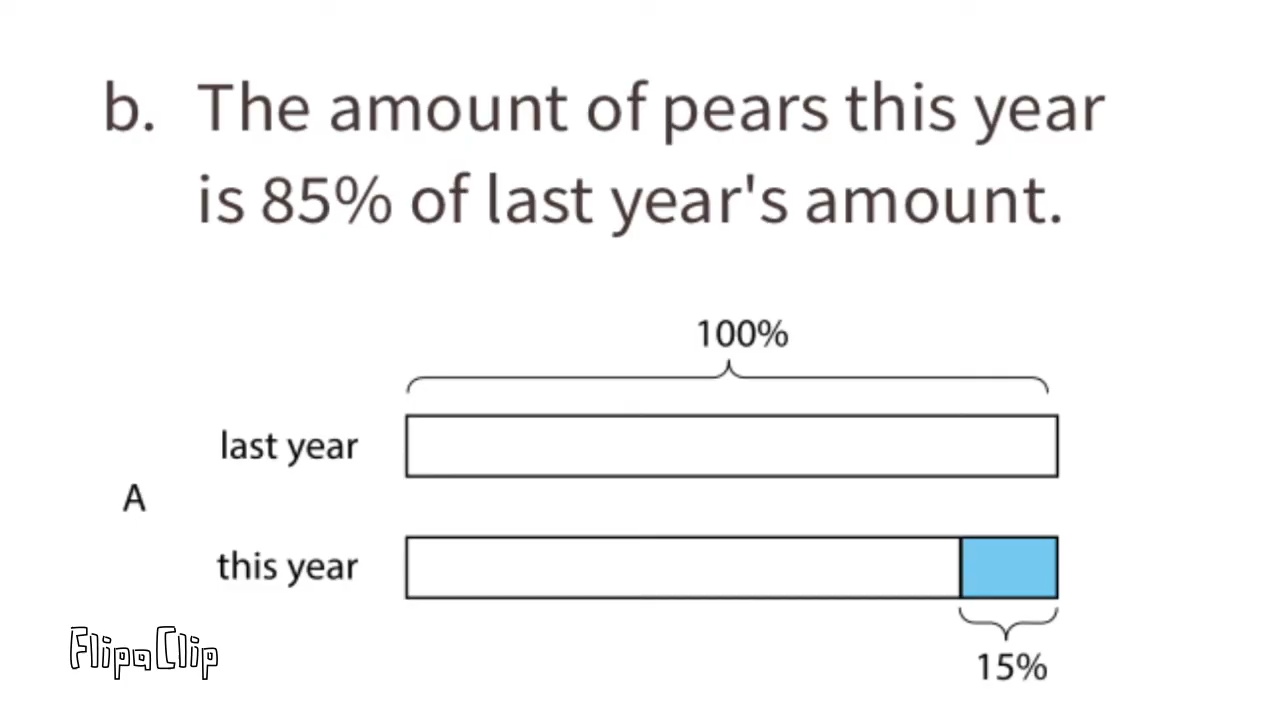 b. The amount of pears this year
is 85% of last year's amount.
100%
last year
A
this year
15%
FlipaClip